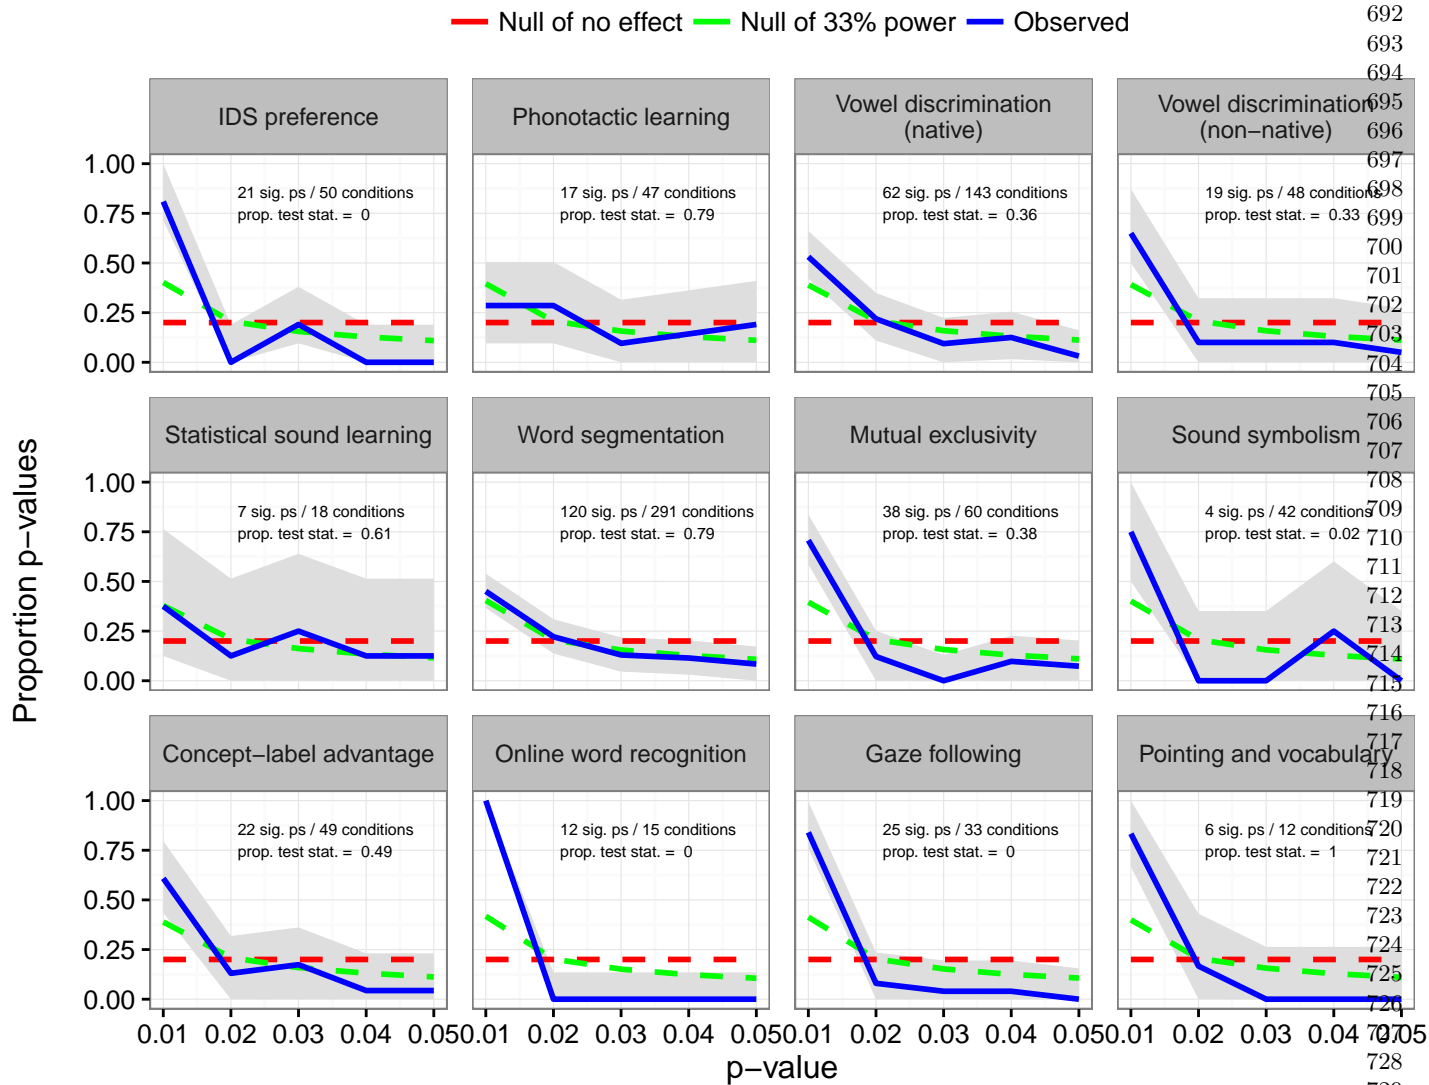 Null of no effect Null of 33% power Observed
692
693
694
IDS preference
Phonotactic learning
Vowel discrimination
(native)
Vowel discrimination
(non−native)
695
696
697
1.00
0.75
0.50
0.25
0.00
21 sig. ps / 50 conditions
prop. test stat. = 0
17 sig. ps / 47 conditions
prop. test stat. = 0.79
62 sig. ps / 143 conditions
prop. test stat. = 0.36
19 sig. ps / 48 conditions
prop. test stat. = 0.33
698
699
700
701
702
703
704
705
Statistical sound learning
Word segmentation
Mutual exclusivity
Sound symbolism
706
707
708
1.00
0.75
0.50
0.25
0.00
7 sig. ps / 18 conditions
prop. test stat. = 0.61
120 sig. ps / 291 conditions
prop. test stat. = 0.79
38 sig. ps / 60 conditions
prop. test stat. = 0.38
4 sig. ps / 42 conditions
prop. test stat. = 0.02
709
710
711
712
713
714
715
716
Concept−label advantage
Online word recognition
Gaze following
Pointing and vocabulary
717
718
719
1.00
0.75
0.50
0.25
0.00
22 sig. ps / 49 conditions
prop. test stat. = 0.49
12 sig. ps / 15 conditions
prop. test stat. = 0
25 sig. ps / 33 conditions
prop. test stat. = 0
6 sig. ps / 12 conditions
prop. test stat. = 1
720
721
722
723
724
725
726
727
728
0.01 0.02 0.03 0.04 0.05
0.01 0.02 0.03 0.04 0.05
0.01 0.02 0.03 0.04 0.05
0.01 0.02 0.03 0.04 0.05
Proportion p−values
p−value